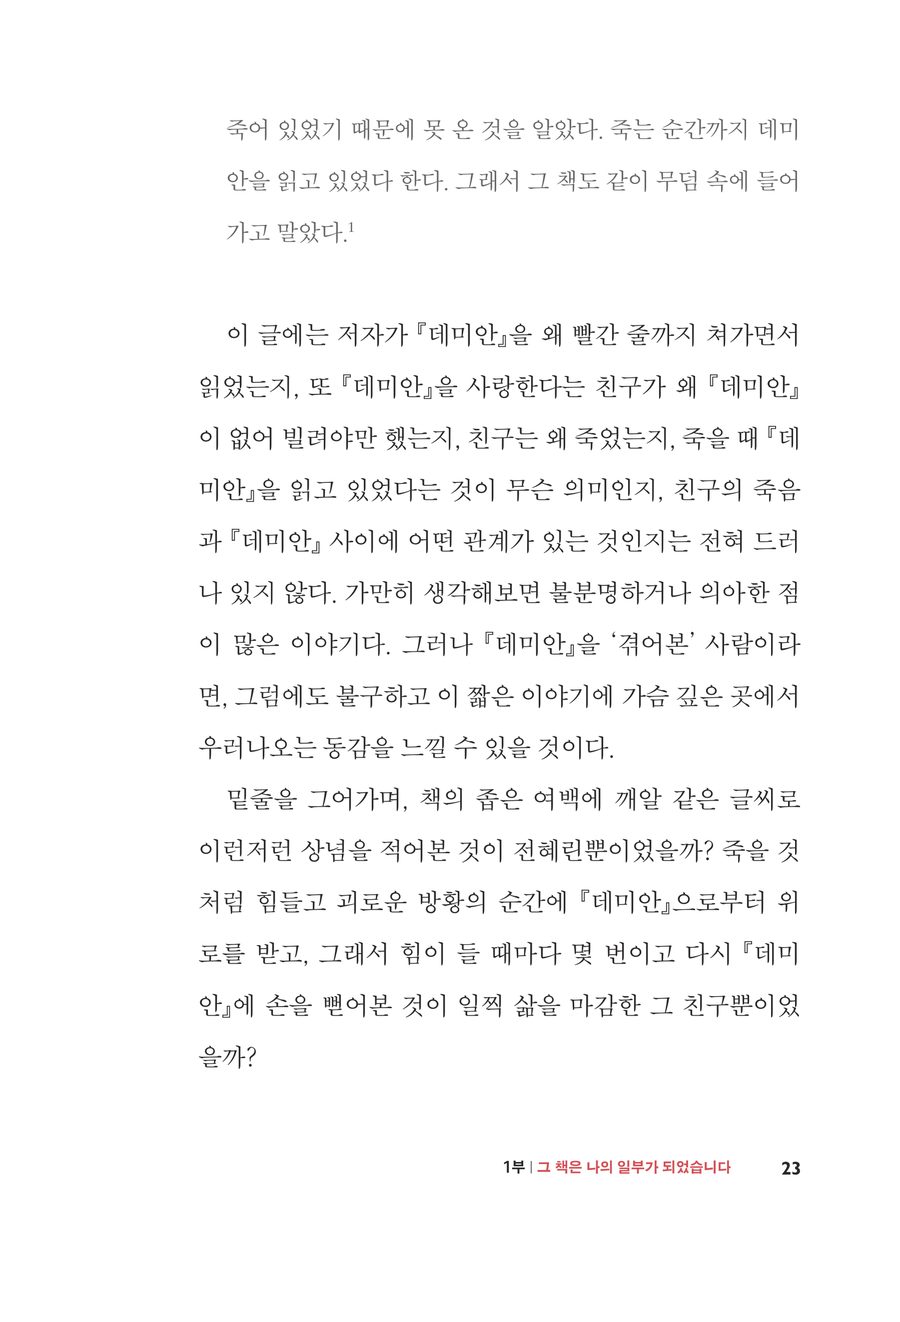 죽어 있었기 때문에 못 온 것을 알았다. 죽는 순간까지 데미
안을 읽고 있었다 한다. 그래서 그 책도 같이 무덤 속에 들어
가고 말았다.¹
이 글에는 저자가 『데미안』을 왜 빨간 줄까지 쳐가면서
읽었는지, 또 『데미안』을 사랑한다는 친구가 왜 『데미안』
이 없어 빌려야만 했는지, 친구는 왜 죽었는지, 죽을 때 『데
미안』을 읽고 있었다는 것이 무슨 의미인지, 친구의 죽음
과 『데미안』 사이에 어떤 관계가 있는 것인지는 전혀 드러
나 있지 않다. 가만히 생각해보면 불분명하거나 의아한 점
이 많은 이야기다. 그러나 『데미안』을 ‘겪어본’ 사람이라
면, 그럼에도 불구하고 이 짧은 이야기에 가슴 깊은 곳에서
우러나오는 동감을 느낄 수 있을 것이다.
밑줄을 그어가며, 책의 좁은 여백에 깨알 같은 글씨로
이런저런 상념을 적어본 것이 전혜린뿐이었을까? 죽을 것
처럼 힘들고 괴로운 방황의 순간에 『데미안』으로부터 위
로를 받고, 그래서 힘이 들 때마다 몇 번이고 다시 『데미
안』에 손을 뻗어본 것이 일찍 삶을 마감한 그 친구뿐이었
을까?
1부 | 그 책은 나의 일부가 되었습니다 23